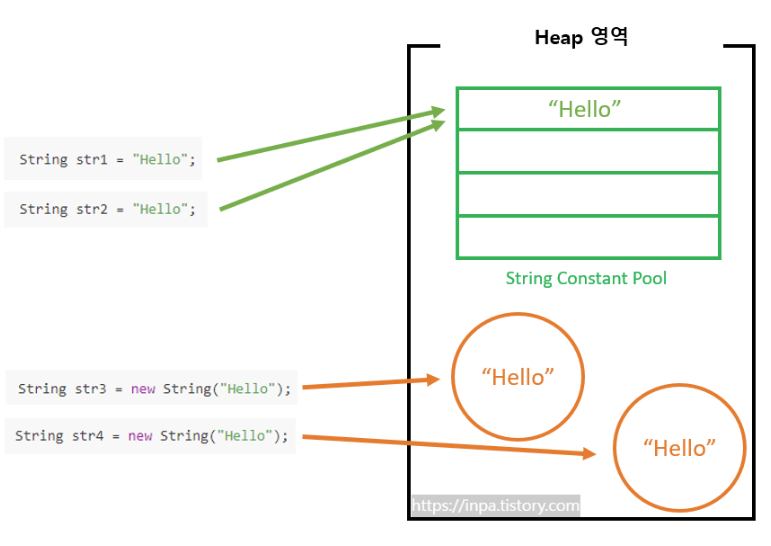 Heap 영역
“Hello”
String str1 = "Hello";
String str2 = "Hello";
String Constant Pool
String str3 = new String("Hello");
“Hello”
String str4 = new String("Hello");
“Hello”
https://inpa.tistory.com